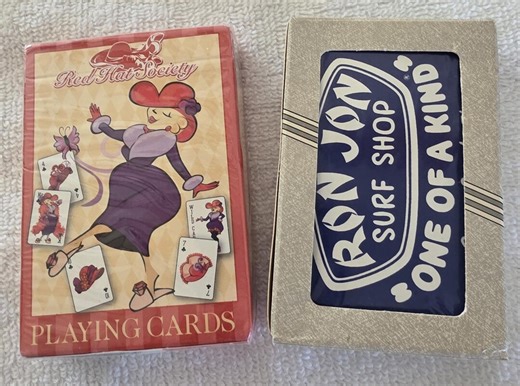 Red Hat Society
PLAYING CARDS
RON JON
SURF SHOP
"ONE OF A KIND"